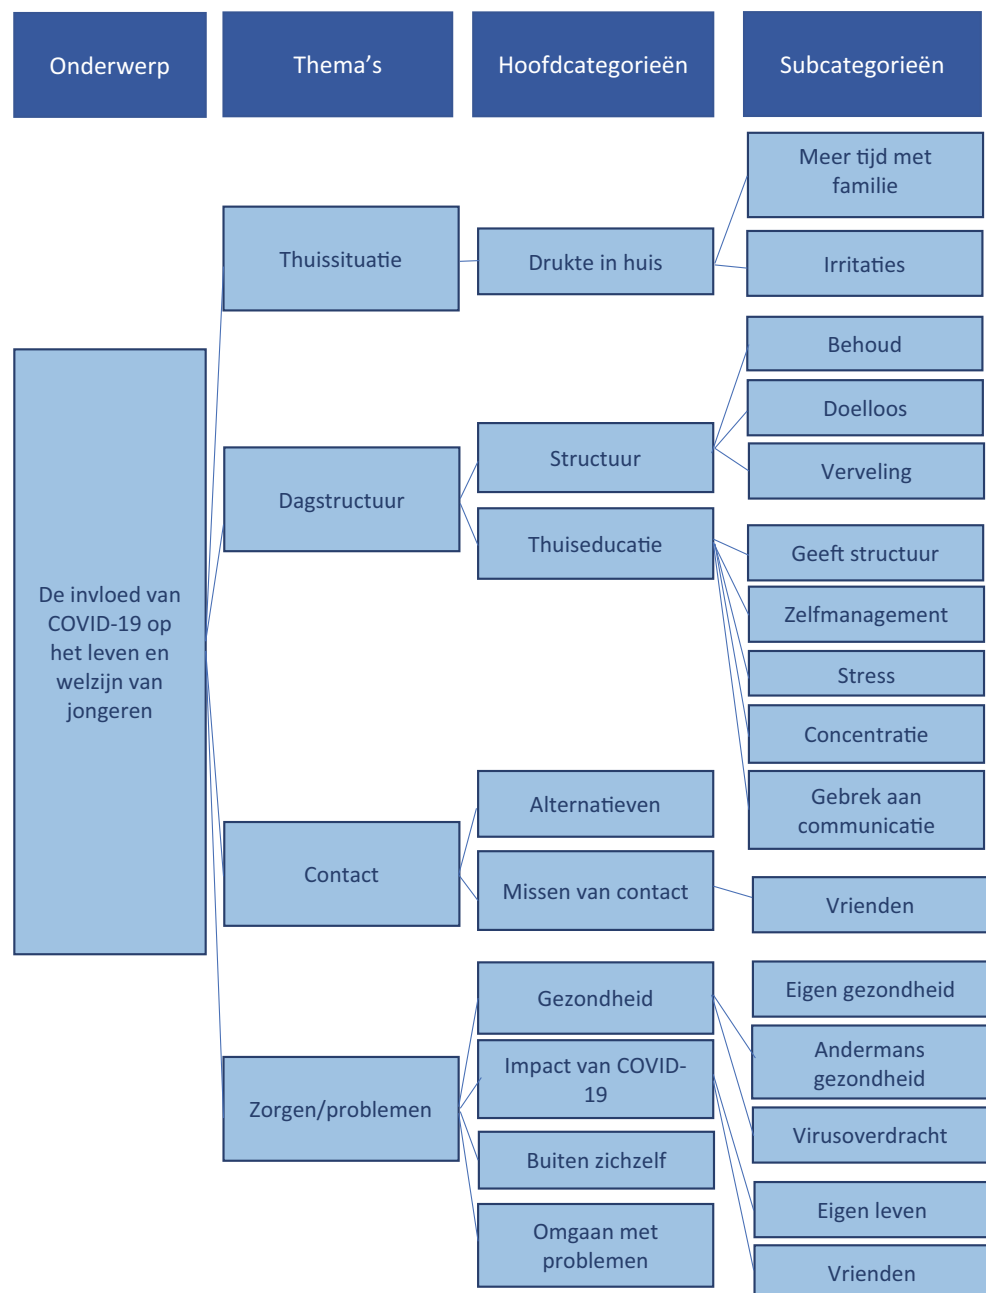 Onderwerp
Thema's
Hoofdcategorieën
Subcategorieën
De invloed van
COVID-19 op
het leven en
welzijn van
jongeren
Thuissituatie
Drukte in huis
Meer tijd met
familie
Irritaties
Dagstructuur
Structuur
Behoud
Doelloos
Verveling
Thuiseducatie
Geeft structuur
Zelfmanagement
Stress
Concentratie
Gebrek aan
communicatie
Contact
Alternatieven
Missen van contact
Vrienden
Zorgen/problemen
Gezondheid
Eigen gezondheid
Andermans
gezondheid
Virusoverdracht
Impact van COVID-
19
Eigen leven
Vrienden
Buiten zichzelf
Omgaan met
problemen